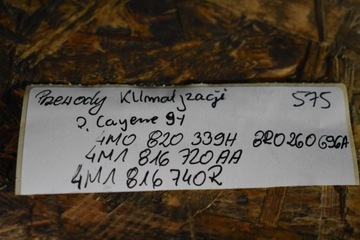 Przewody Klimatyzacji 575
P. Cayenne 9Y
4M0 820 339H 8R0260696A
4M1 816 720AA
4M1 816 740R